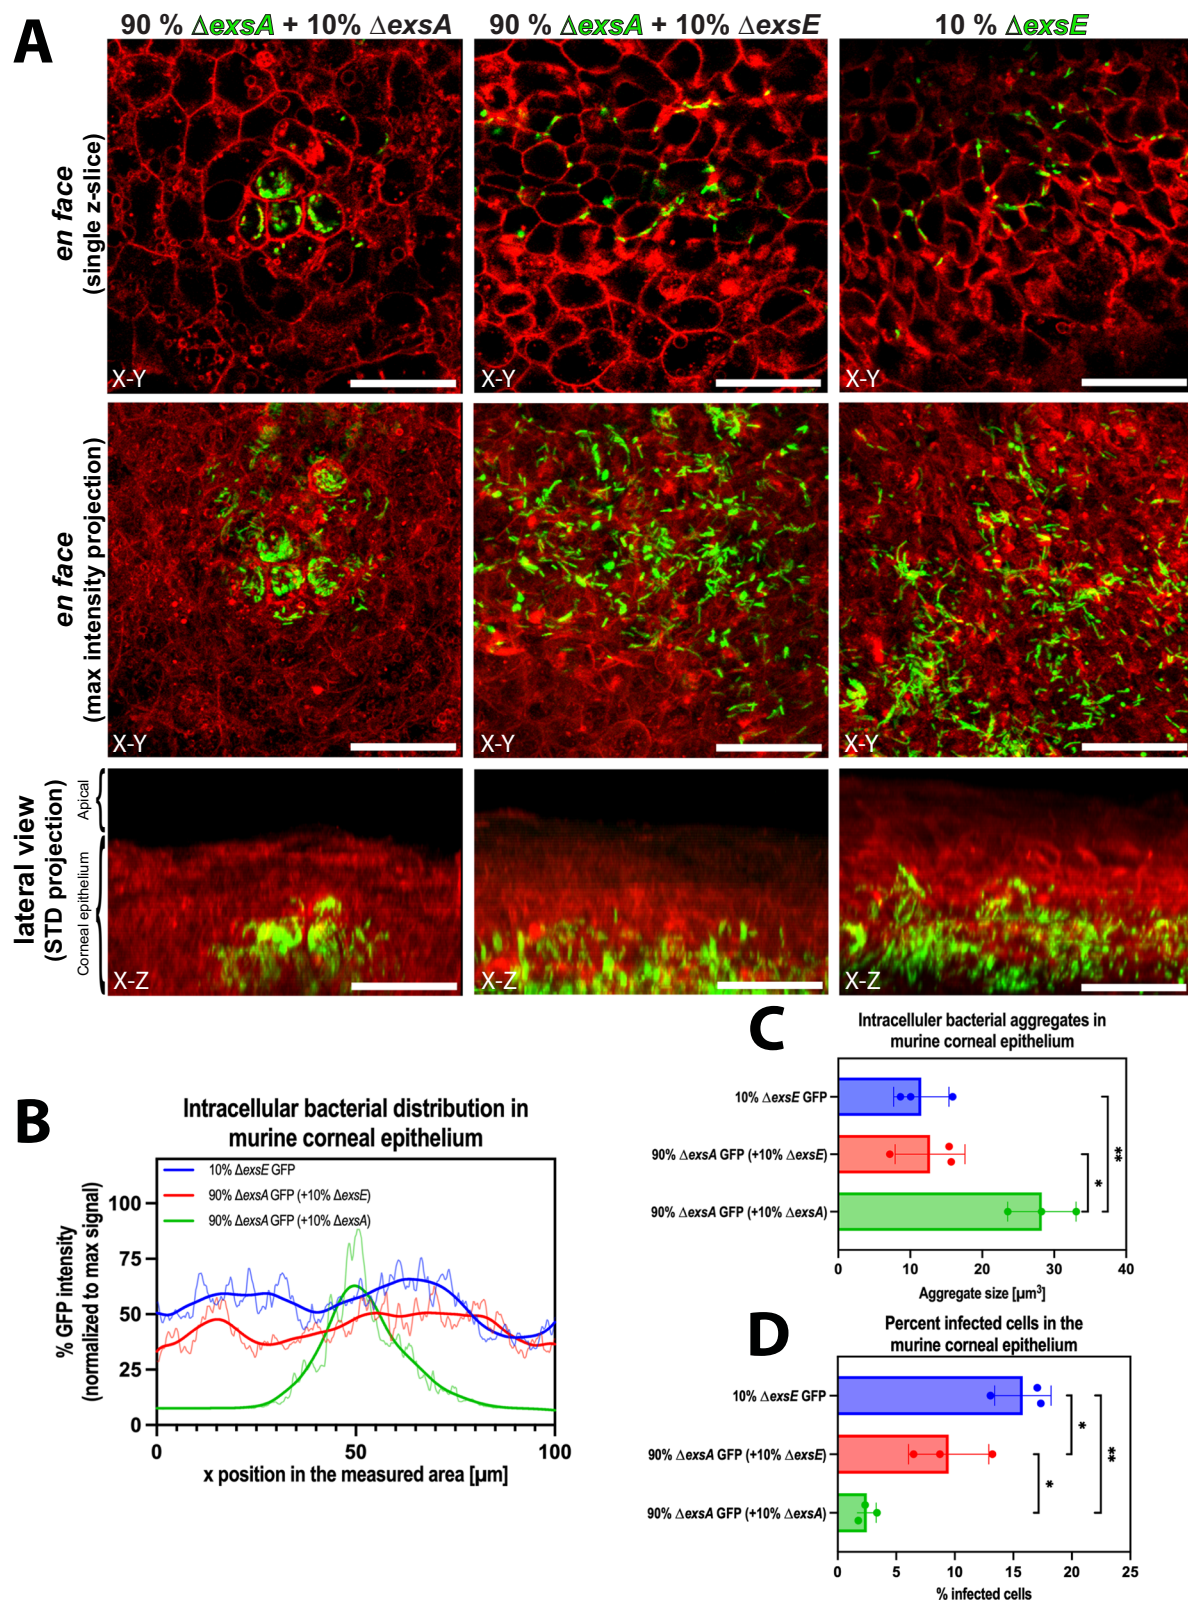 A
90 % ΔexsA + 10% ΔexsA
90 % ΔexsA + 10% ΔexsE
10 % ΔexsE
en face
(single z-slice)
X-Y
X-Y
X-Y
en face
(max intensity projection)
X-Y
X-Y
X-Y
lateral view
(STD projection)
Apical
Corneal epithelium
X-Z
X-Z
X-Z
B
Intracellular bacterial distribution in
murine corneal epithelium
10% ΔexsE GFP
90% ΔexsA GFP (+10% ΔexsE)
90% ΔexsA GFP (+10% ΔexsA)
% GFP intensity
(normalized to max signal)
100
75
50
25
0
0 50 100
x position in the measured area [µm]
C
Intracelluler bacterial aggregates in
murine corneal epithelium
10% ΔexsE GFP
90% ΔexsA GFP (+10% ΔexsE)
90% ΔexsA GFP (+10% ΔexsA)
*
**
0 10 20 30 40
Aggregate size [µm³]
D
Percent infected cells in the
murine corneal epithelium
10% ΔexsE GFP
90% ΔexsA GFP (+10% ΔexsE)
90% ΔexsA GFP (+10% ΔexsA)
*
*
**
0 5 10 15 20 25
% infected cells